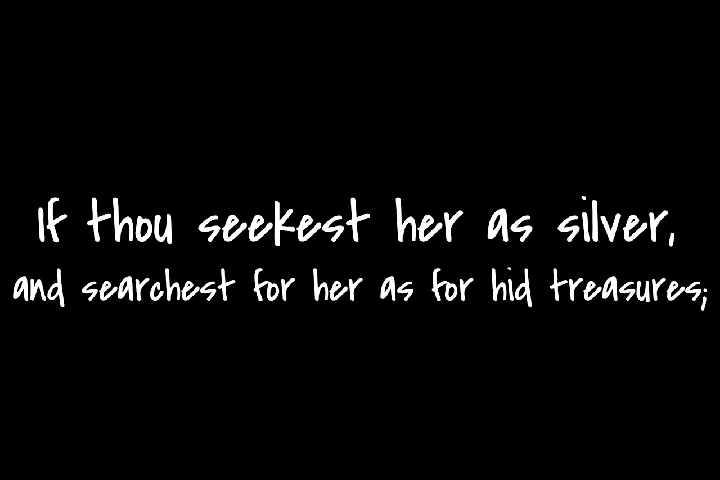 If thou seekest her as silver,
and searchest for her as for hid treasures;